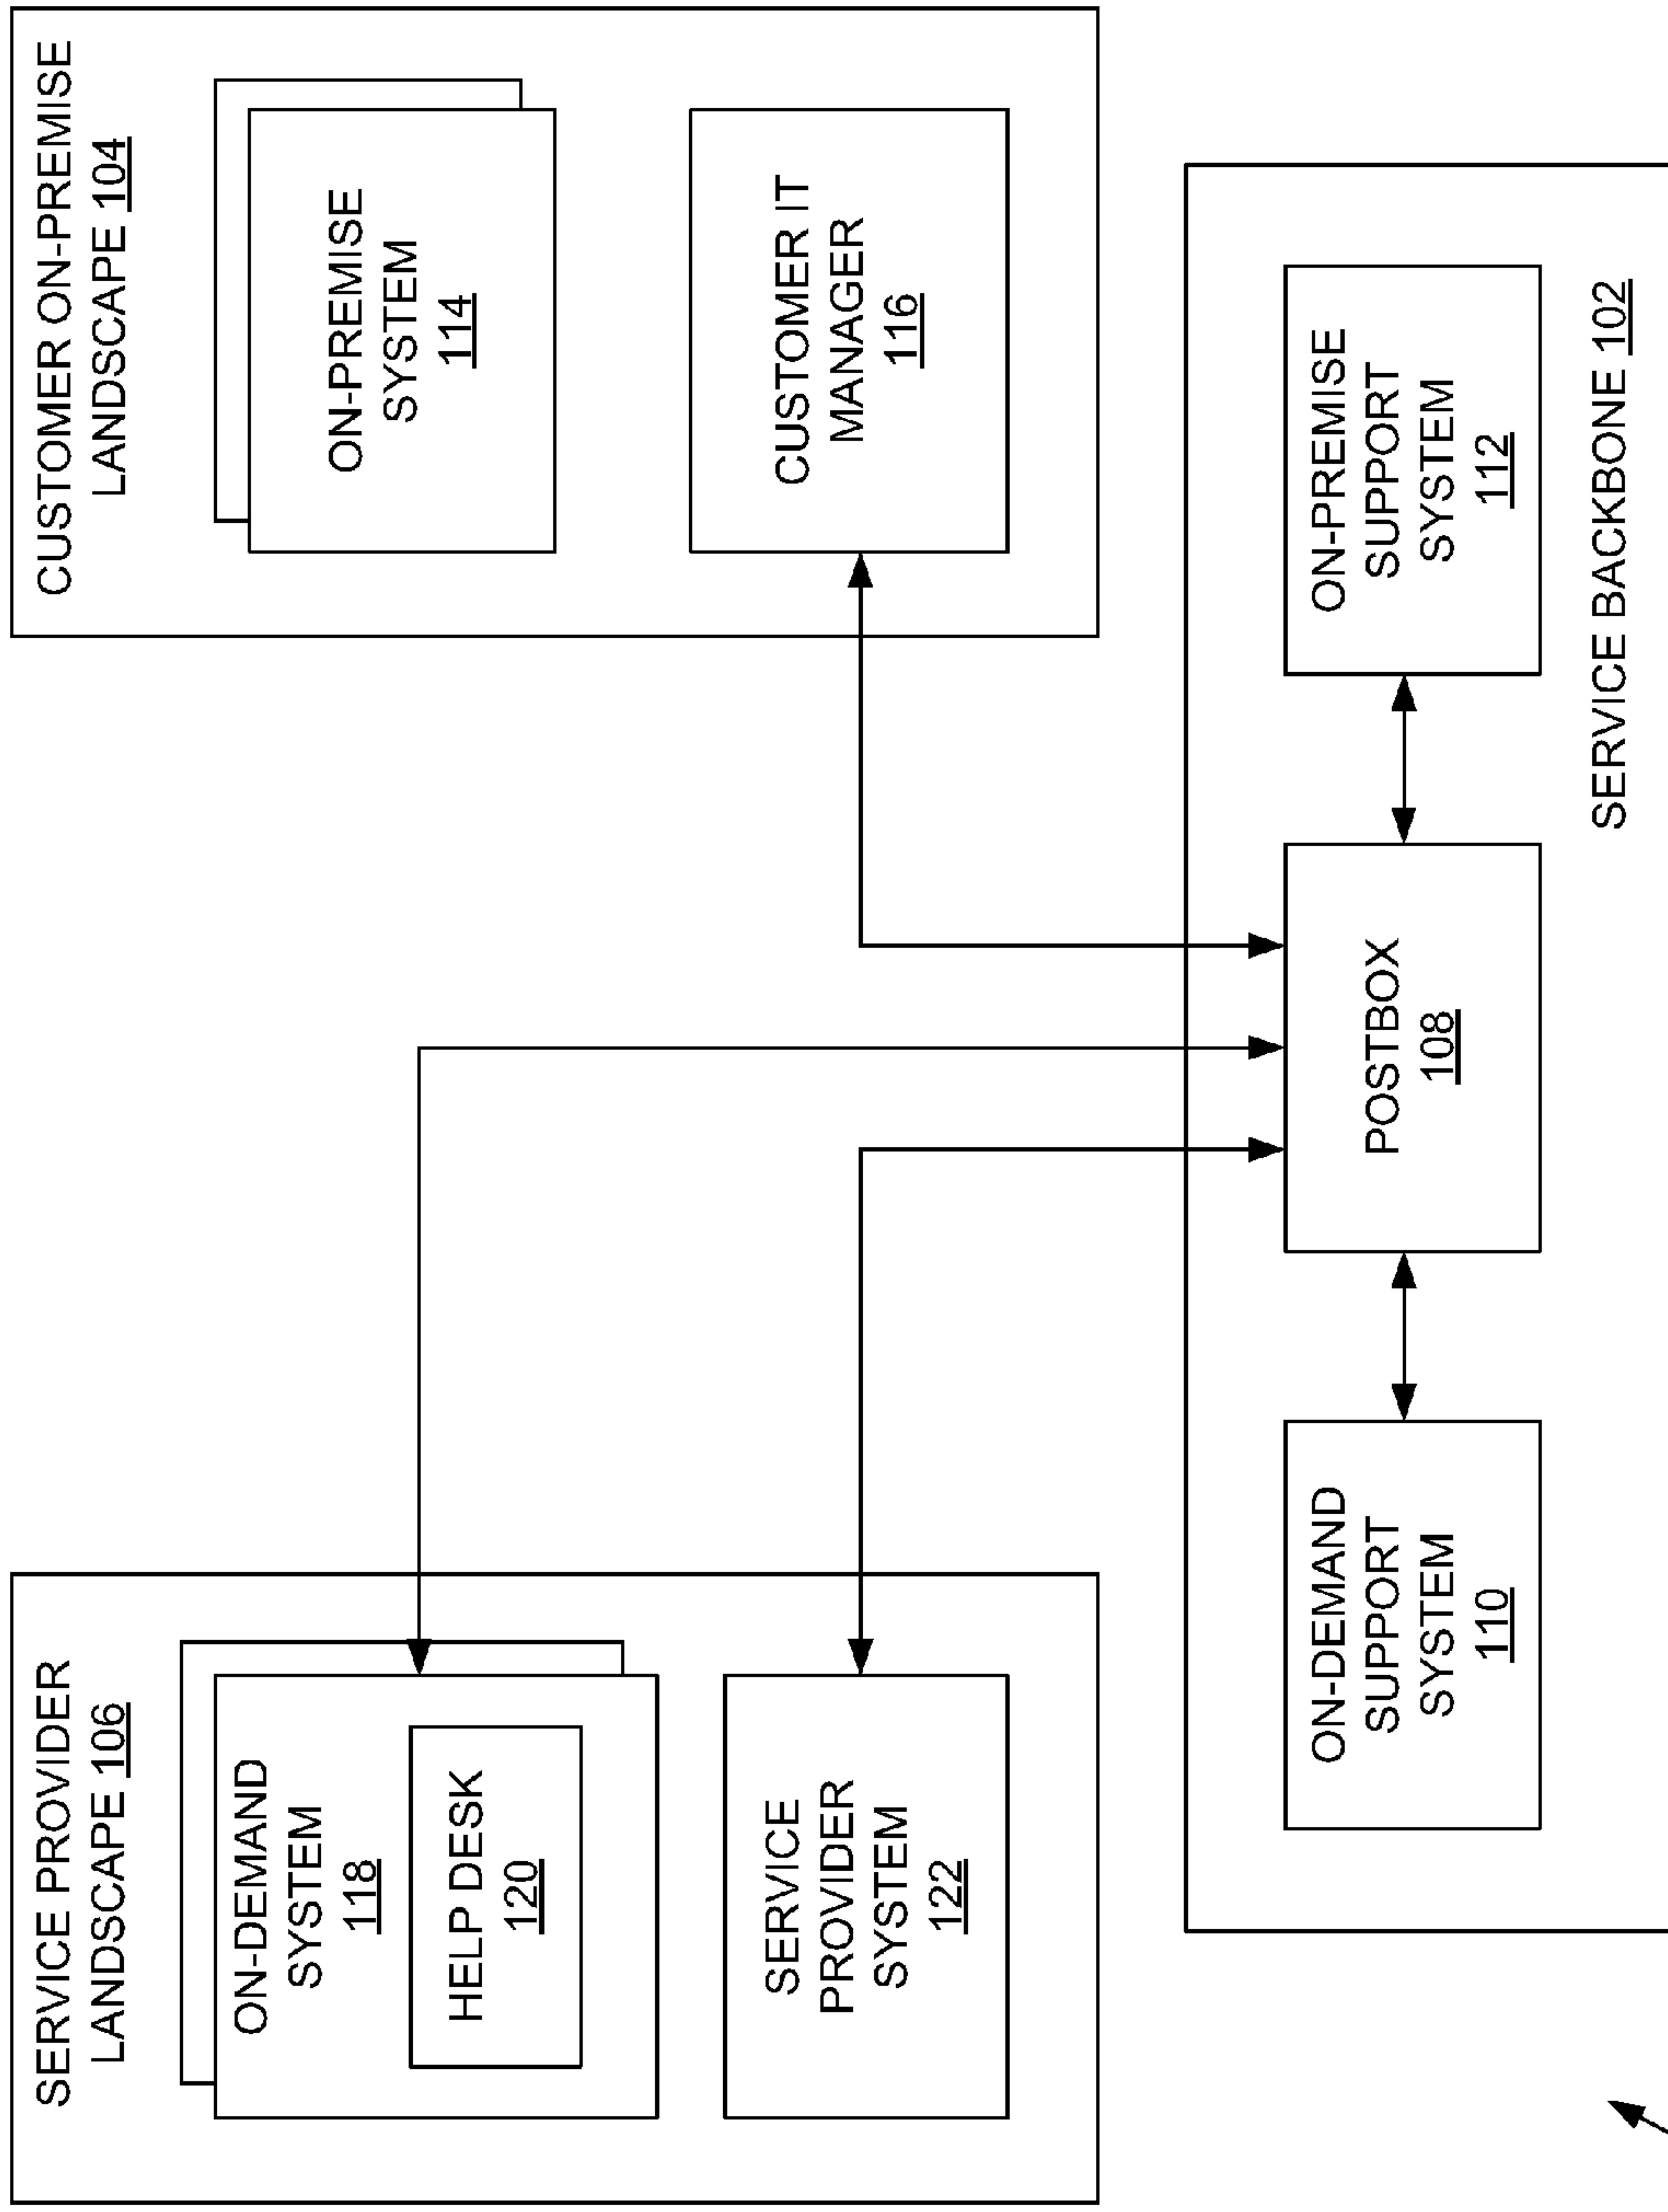 SERVICE PROVIDER
LANDSCAPE 106
ON-DEMAND
SYSTEM
118
HELP DESK
120
SERVICE
PROVIDER
SYSTEM
122
CUSTOMER ON-PREMISE
LANDSCAPE 104
ON-PREMISE
SYSTEM
114
CUSTOMER IT
MANAGER
116
ON-DEMAND
SUPPORT
SYSTEM
110
POSTBOX
108
ON-PREMISE
SUPPORT
SYSTEM
112
SERVICE BACKBONE 102